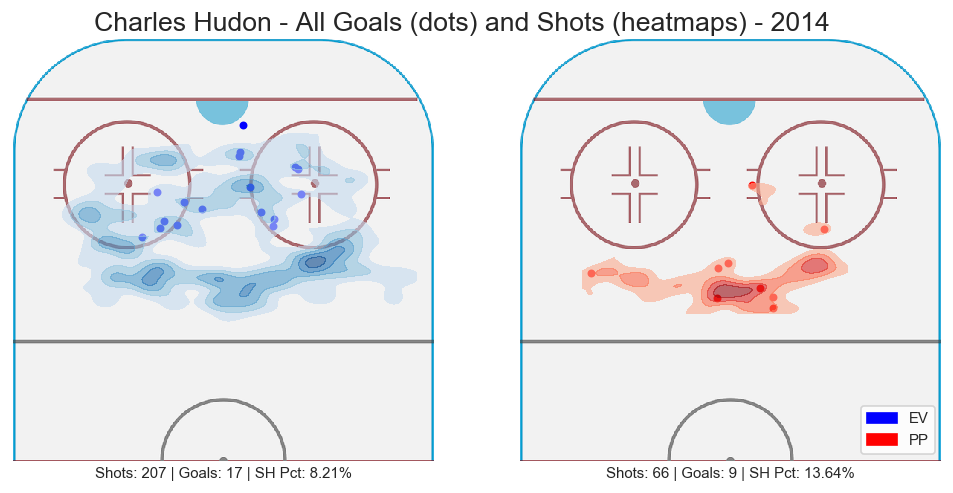 Charles Hudon - All Goals (dots) and Shots (heatmaps) - 2014
EV
PP
Shots: 207 | Goals: 17 | SH Pct: 8.21%
Shots: 66 | Goals: 9 | SH Pct: 13.64%